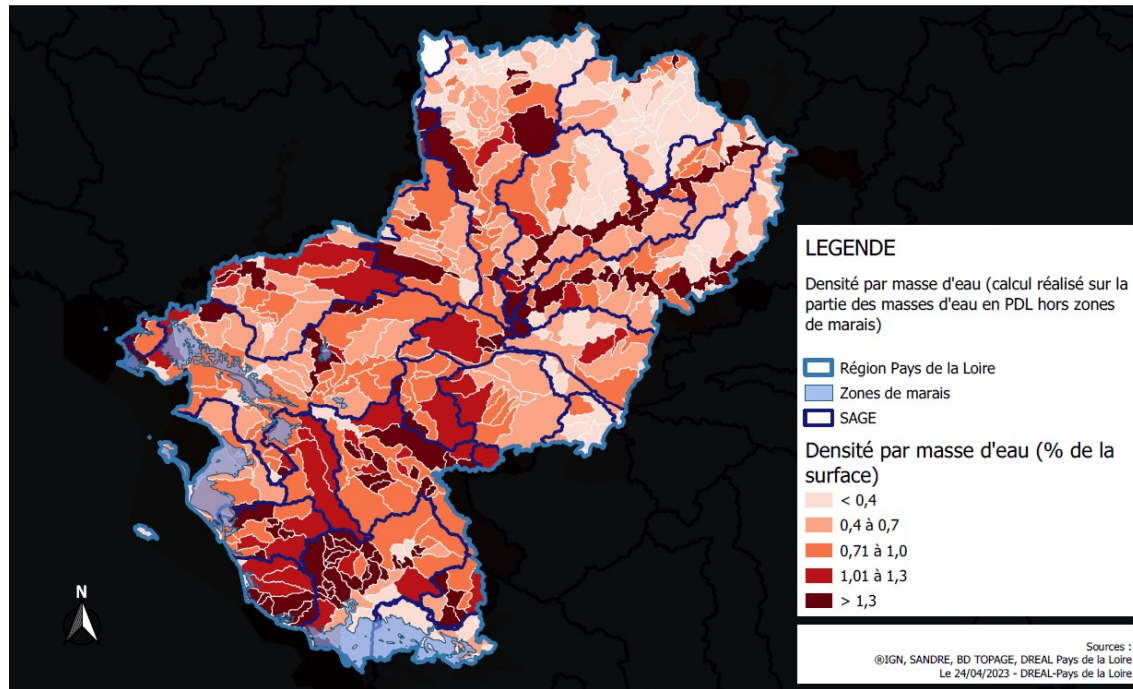 LEGENDE
Densité par masse d'eau (calcul réalisé sur la
partie des masses d'eau en PDL hors zones
de marais)
Région Pays de la Loire
Zones de marais
SAGE
Densité par masse d'eau (% de la
surface)
< 0,4
0,4 à 0,7
0,71 à 1,0
1,01 à 1,3
> 1,3
N
Sources :
®IGN, SANDRE, BD TOPAGE, DREAL Pays de la Loire
Le 24/04/2023 - DREAL-Pays de la Loire